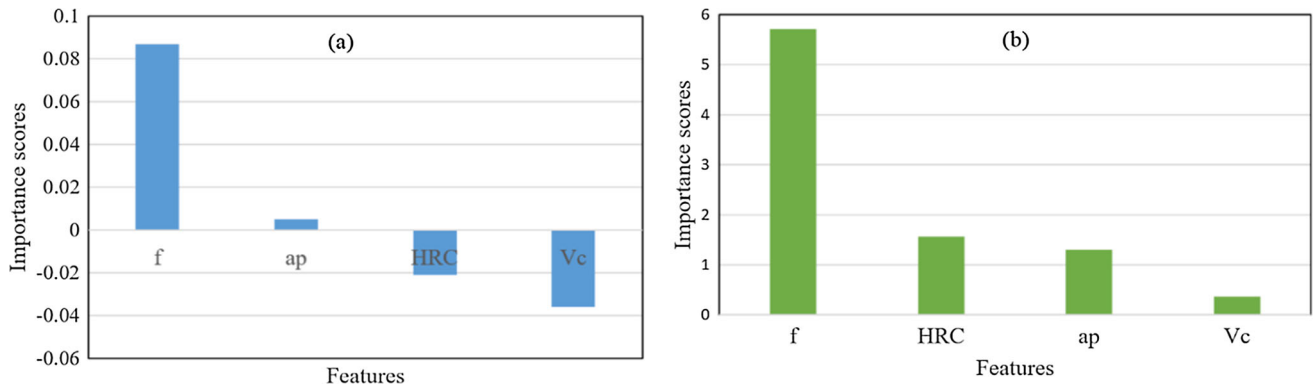 (a)
Importance scores
0.1
0.08
0.06
0.04
0.02
0
-0.02
-0.04
-0.06
f ap HRC Vc
Features
(b)
Importance scores
6
5
4
3
2
1
0
f HRC ap Vc
Features